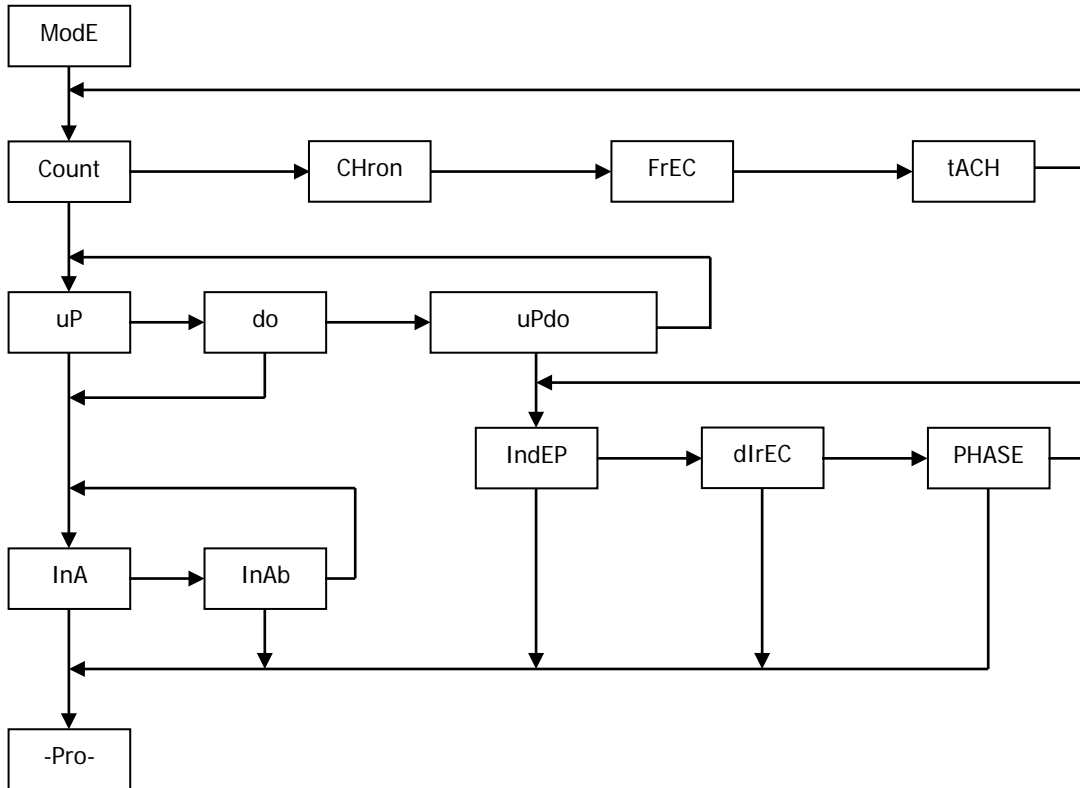 ModE
Count CHron FrEC tACH
uP do uPdo
IndEP dIrEC PHASE
InA InAb
-Pro-